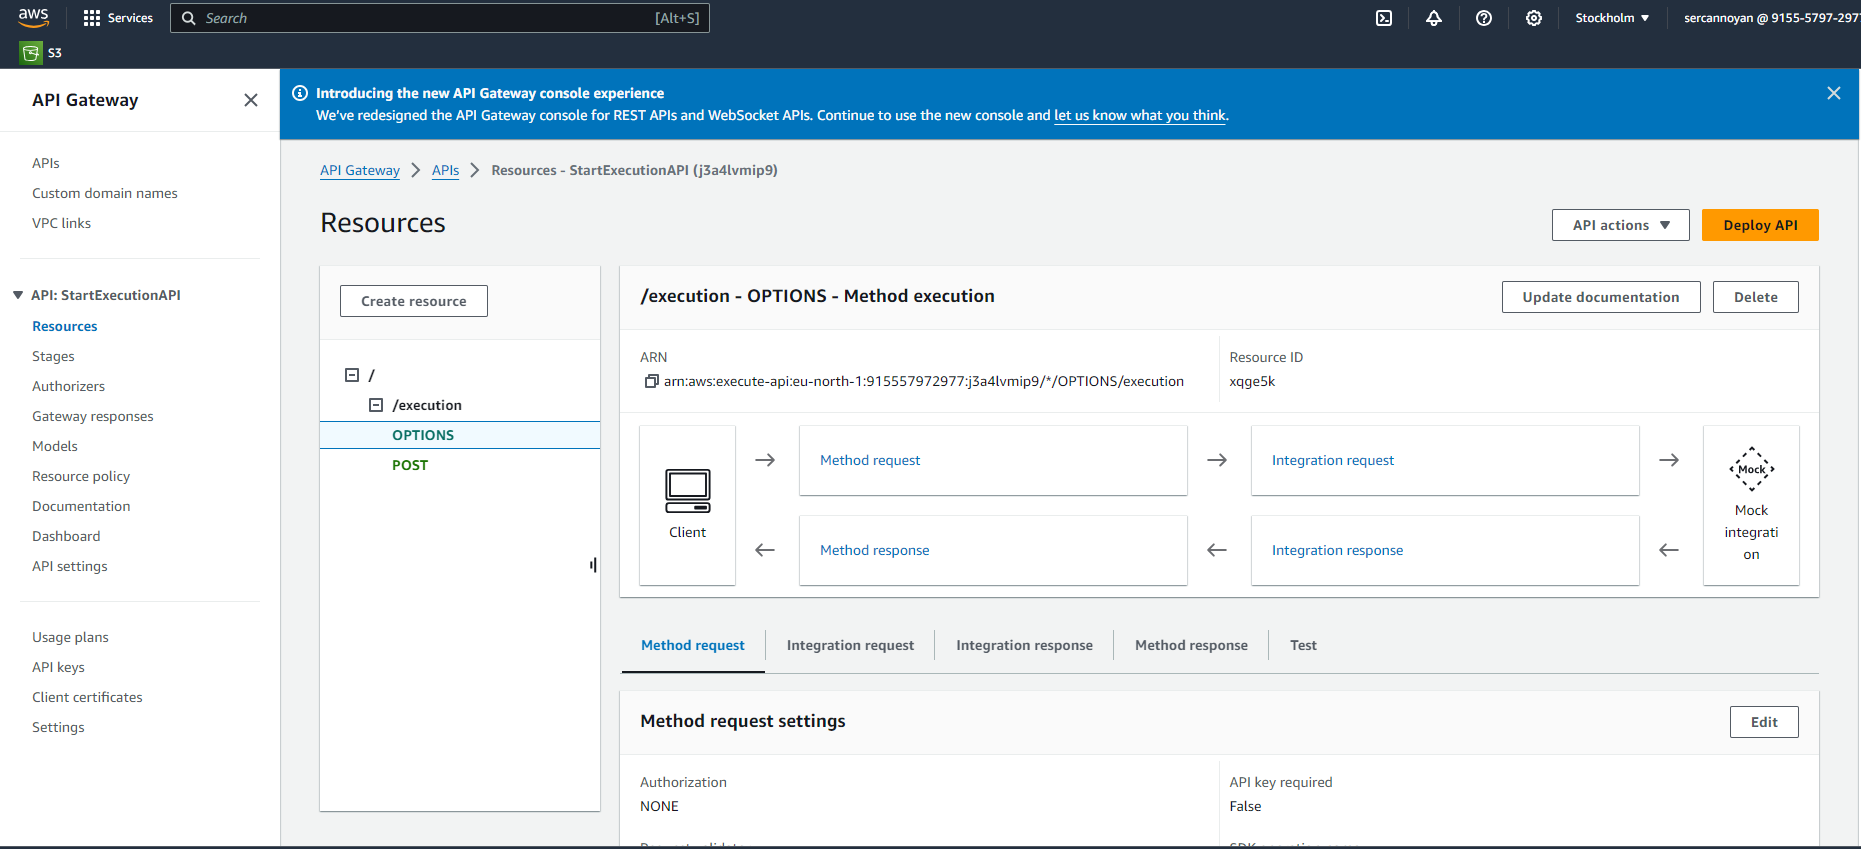 aws
Services
Search
[Alt+S]
Stockholm ▼
sercannoyan @ 9155-5797-297
S3
API Gateway
Introducing the new API Gateway console experience
We've redesigned the API Gateway console for REST APIs and WebSocket APIs. Continue to use the new console and let us know what you think.
APIs
Custom domain names
VPC links
API: StartExecutionAPI
Resources
Stages
Authorizers
Gateway responses
Models
Resource policy
Documentation
Dashboard
API settings
Usage plans
API keys
Client certificates
Settings
API Gateway > APIs > Resources - StartExecutionAPI (j3a4lvmip9)
Resources
API actions ▼
Deploy API
Create resource
/
/execution
OPTIONS
POST
/execution - OPTIONS - Method execution
Update documentation
Delete
ARN
arn:aws:execute-api:eu-north-1:915557972977:j3a4lvmip9/*/OPTIONS/execution
Resource ID
xqge5k
Client
Method request
Integration request
Method response
Integration response
Mock
Mock
integrati
on
Method request
Integration request
Integration response
Method response
Test
Method request settings
Edit
Authorization
NONE
API key required
False